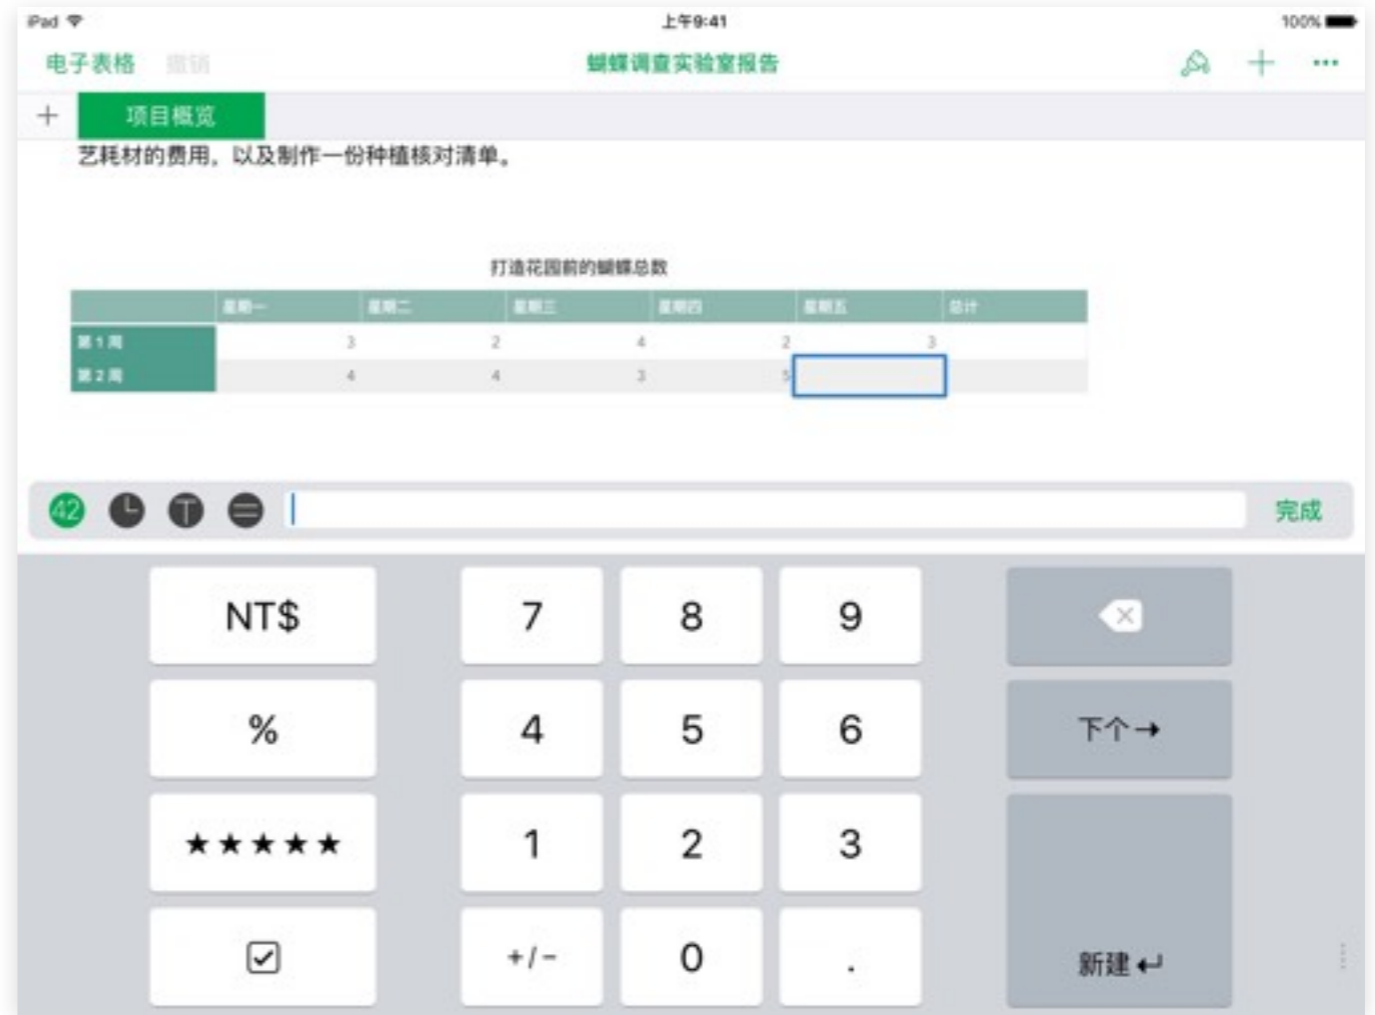 iPad 上午9:41 100%
电子表格 撤销 蝴蝶调查实验室报告
项目概览
艺耗材的费用，以及制作一份种植核对清单。
打造花园前的蝴蝶总数
星期一 星期二 星期三 星期四 星期五 总计
第 1 周 3 2 4 2 3
第 2 周 4 4 3 5
42 T 完成
NT$ 7 8 9
% 4 5 6 下个→
★★★★★ 1 2 3
+/- 0 . 新建